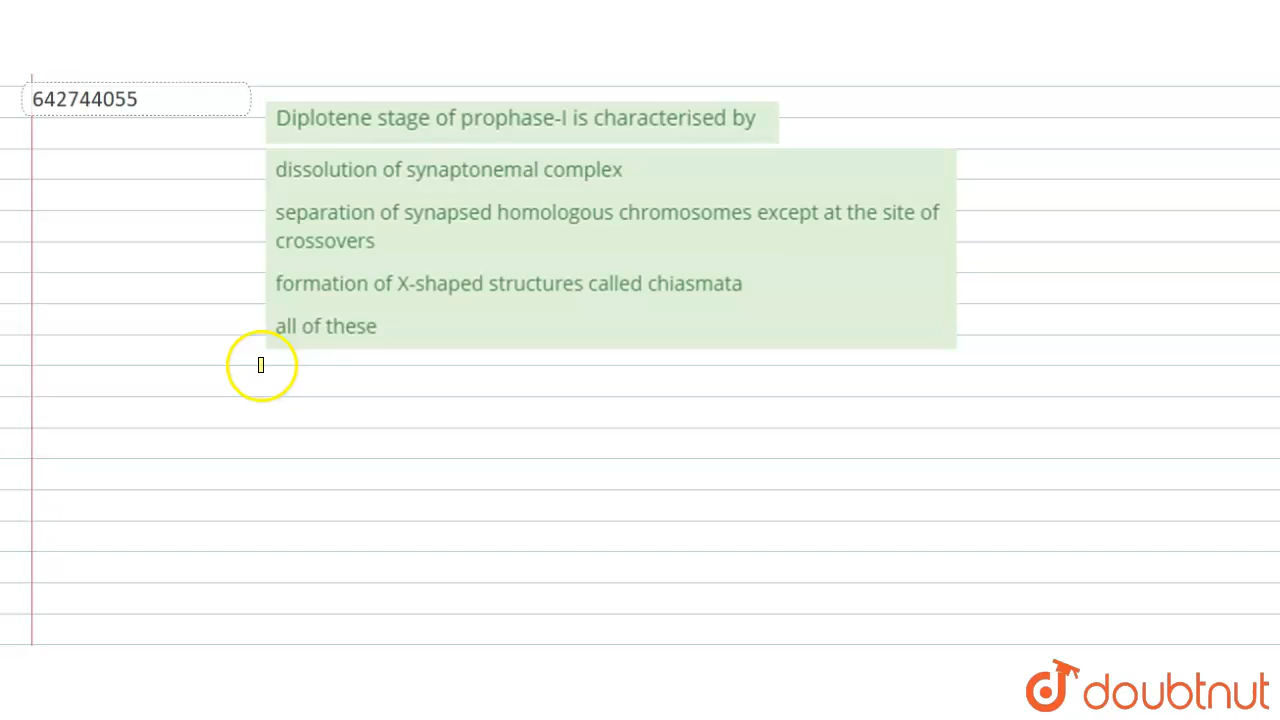 642744055
Diplotene stage of prophase-I is characterised by
dissolution of synaptonemal complex
separation of synapsed homologous chromosomes except at the site of
crossovers
formation of X-shaped structures called chiasmata
all of these
doubtnut